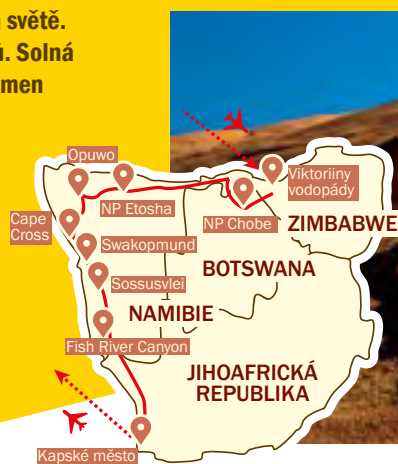 světě.
Solná
Opuwo
Viktoriiny
vodopády
NP Etosha
NP Chobe
ZIMBABWE
Cape
Cross
Swakopmund
BOTSWANA
Sossusvlei
NAMIBIE
Fish River Canyon
JIHOAFRICKÁ
REPUBLIKA
Kapské město